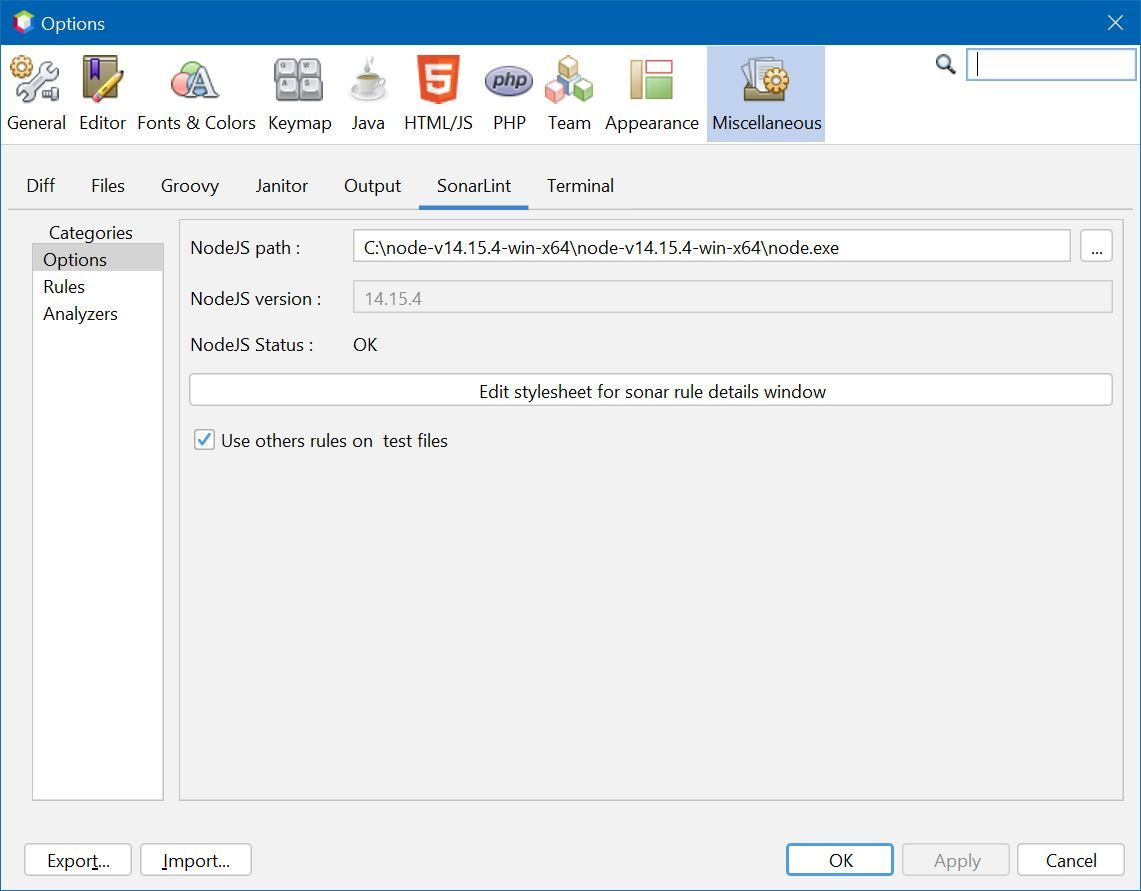 Options
General Editor Fonts & Colors Keymap Java HTML/JS PHP Team Appearance Miscellaneous
5
php
Diff Files Groovy Janitor Output SonarLint Terminal
Categories
Options
Rules
Analyzers
NodeJS path : C:\node-v14.15.4-win-x64\node-v14.15.4-win-x64\node.exe ...
NodeJS version : 14.15.4
NodeJS Status : OK
Edit stylesheet for sonar rule details window
Use others rules on  test files
Export... Import... OK Apply Cancel